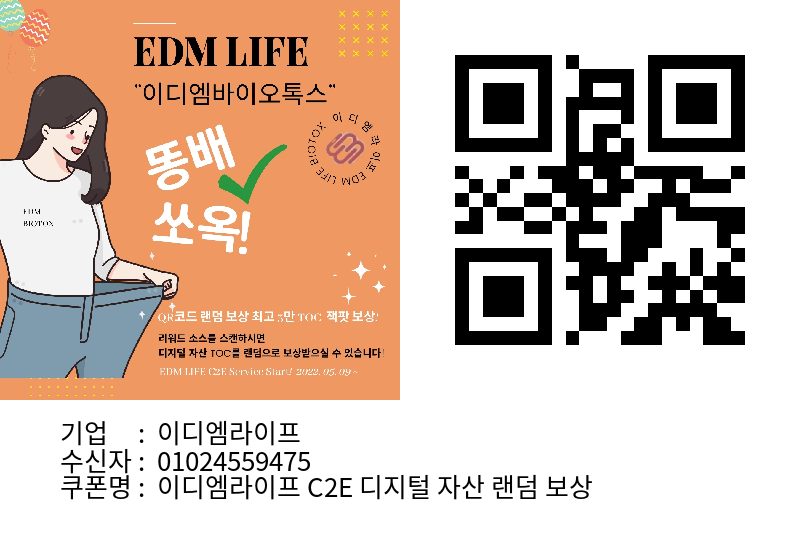 EDM LIFE
"이디엠바이오톡스"
똥배
쏘옥!
이디엠라이프 EDM LIFE BIOTOX
EDM
BIOTOX
QR코드 랜덤 보상 최고 5만 TOC 잭팟 보상!
리워드 소스를 스캔하시면
디지털 자산 TOC를 랜덤으로 보상받으실 수 있습니다!
EDM LIFE C2E Service Start! 2022. 05. 09 ~
기업 : 이디엠라이프
수신자 : 01024559475
쿠폰명 : 이디엠라이프 C2E 디지털 자산 랜덤 보상